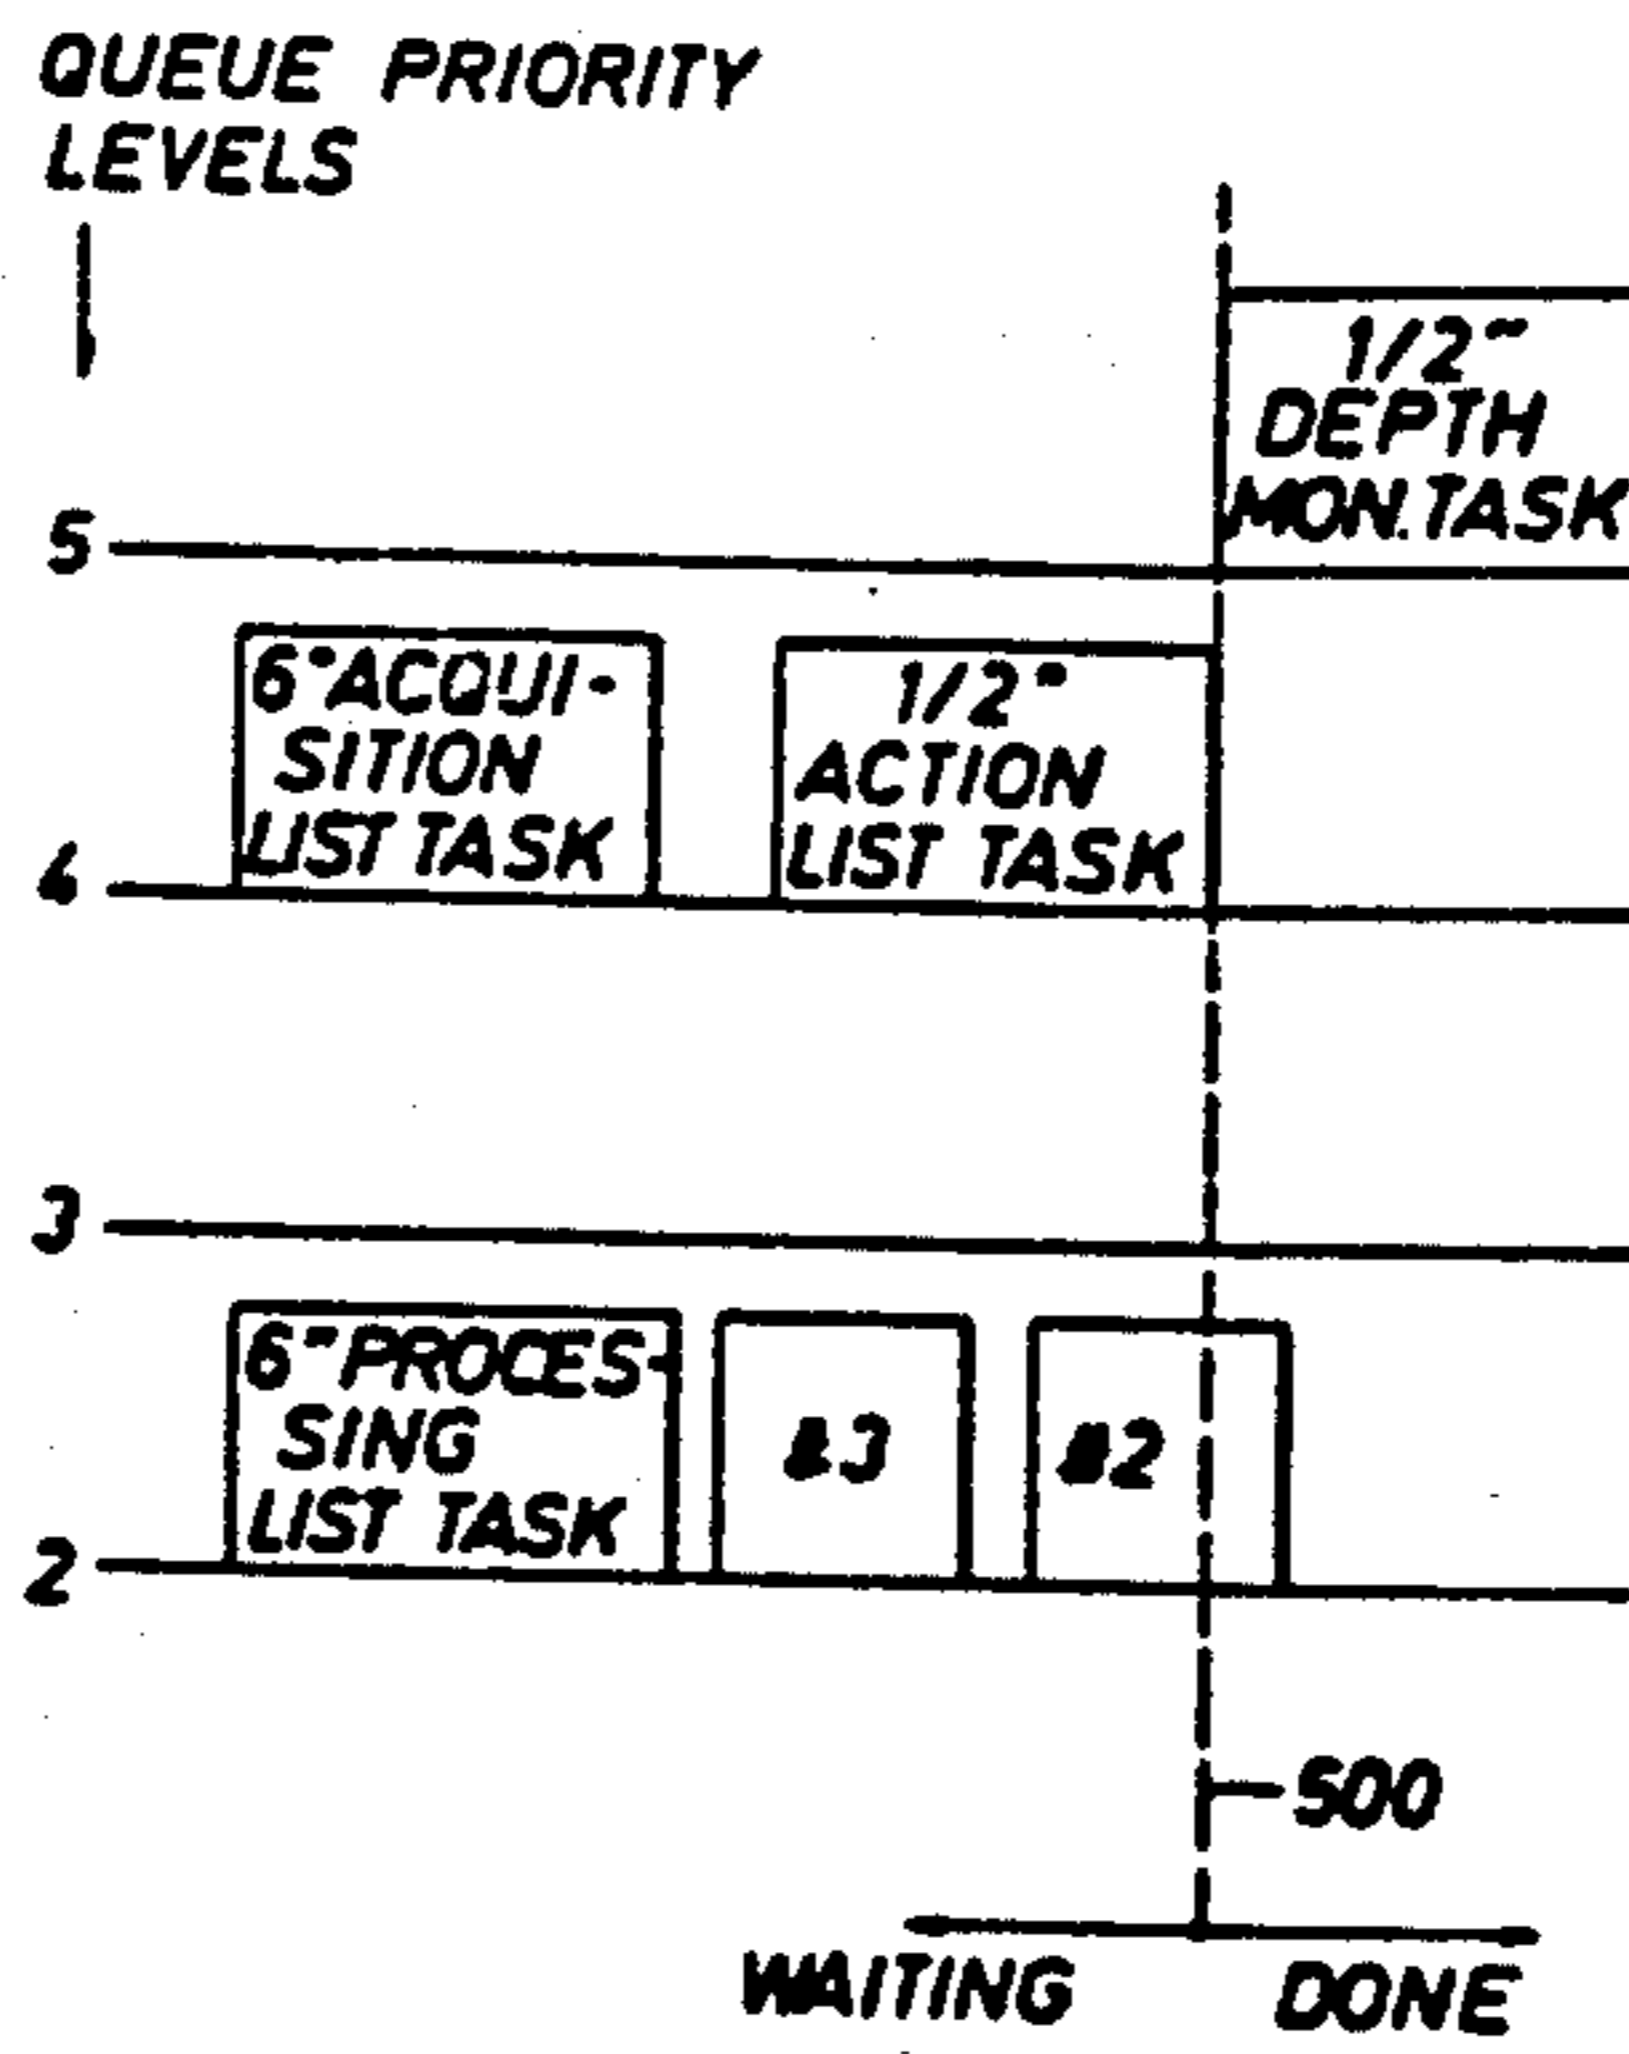 QUEUE PRIORITY
LEVELS
1/2"
DEPTH
MON. TASK
5
6" ACQUI-
SITION
LIST TASK
1/2"
ACTION
LIST TASK
4
3
6" PROCES-
SING
LIST TASK
#3
#2
2
500
WAITING DONE